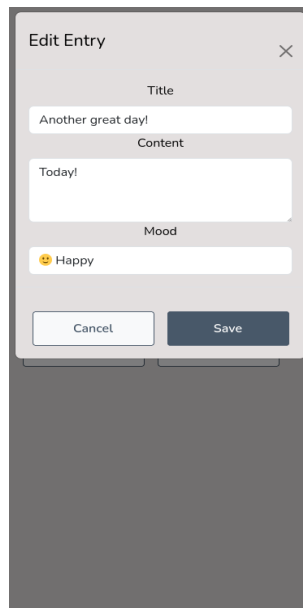 Edit Entry
Title
Another great day!
Content
Today!
Mood
🙂 Happy
Cancel
Save